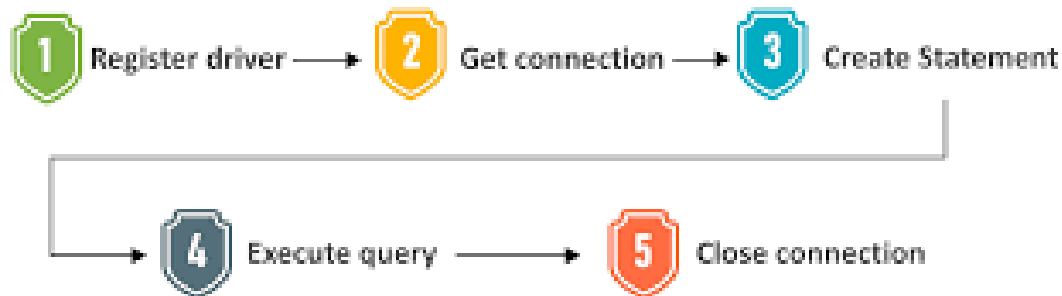 1 Register driver 2 Get connection 3 Create Statement
4 Execute query 5 Close connection